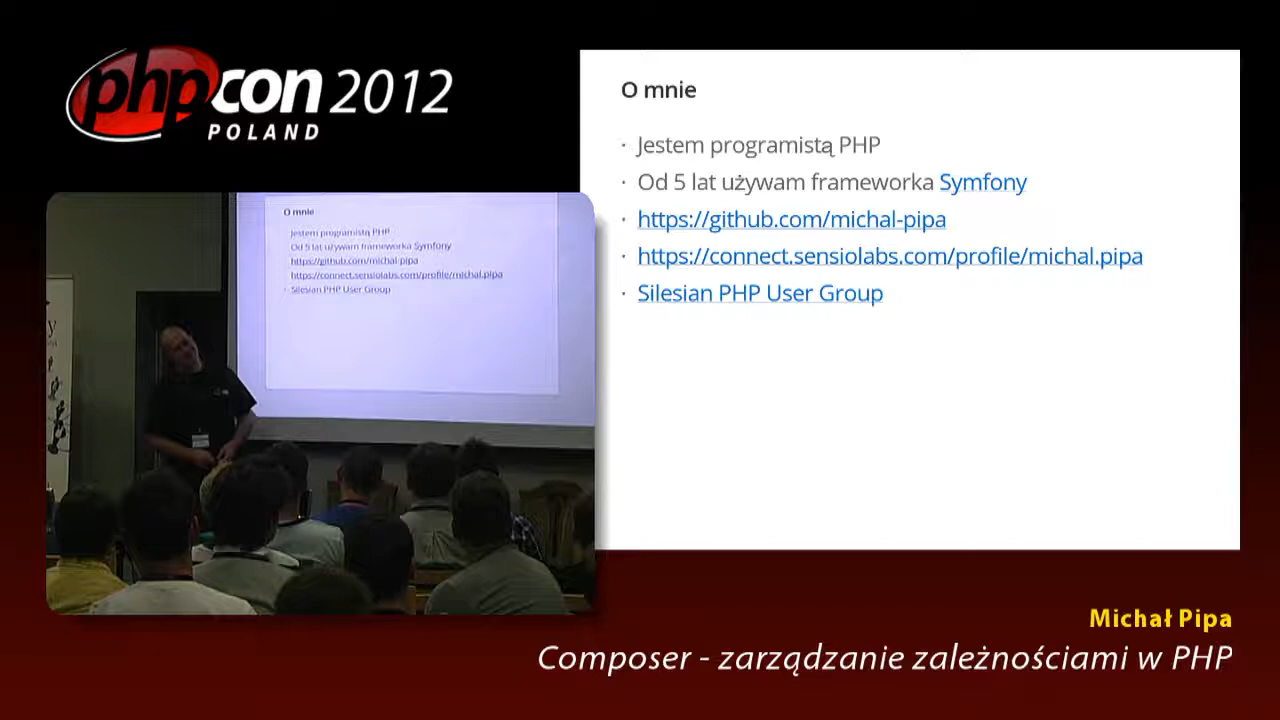 phpcon 2012
POLAND
O mnie
· Jestem programistą PHP
· Od 5 lat używam frameworka Symfony
· https://github.com/michal-pipa
· https://connect.sensiolabs.com/profile/michal.pipa
· Silesian PHP User Group
O mnie
Jestem programistą PHP
Od 5 lat używam frameworka Symfony
https://github.com/michal-pipa
https://connect.sensiolabs.com/profile/michal.pipa
· Silesian PHP User Group
Michał Pipa
Composer - zarządzanie zależnościami w PHP